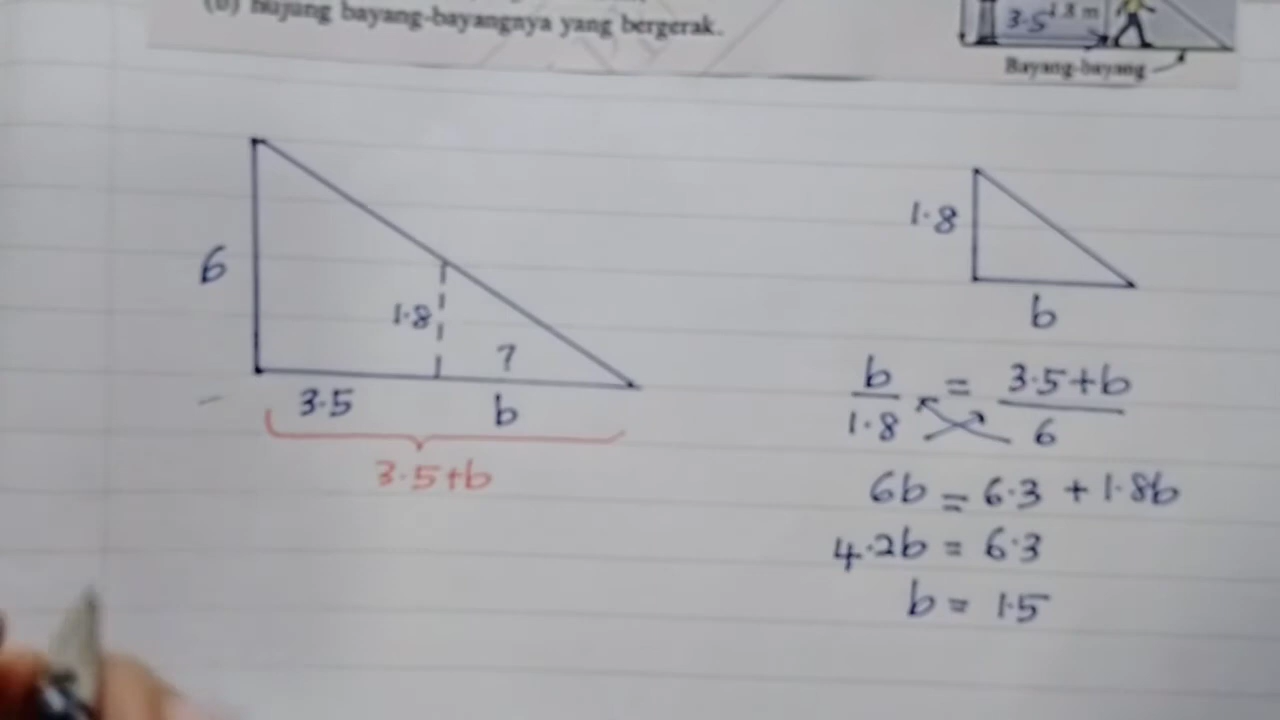 (b) hujung bayang-bayangnya yang bergerak.
3.5 1.8 m
Bayang-bayang
6
1.8
?
3.5
b
3.5+b
1.8
b
b/1.8 = 3.5+b/6
6b = 6.3 + 1.8b
4.2b = 6.3
b = 1.5